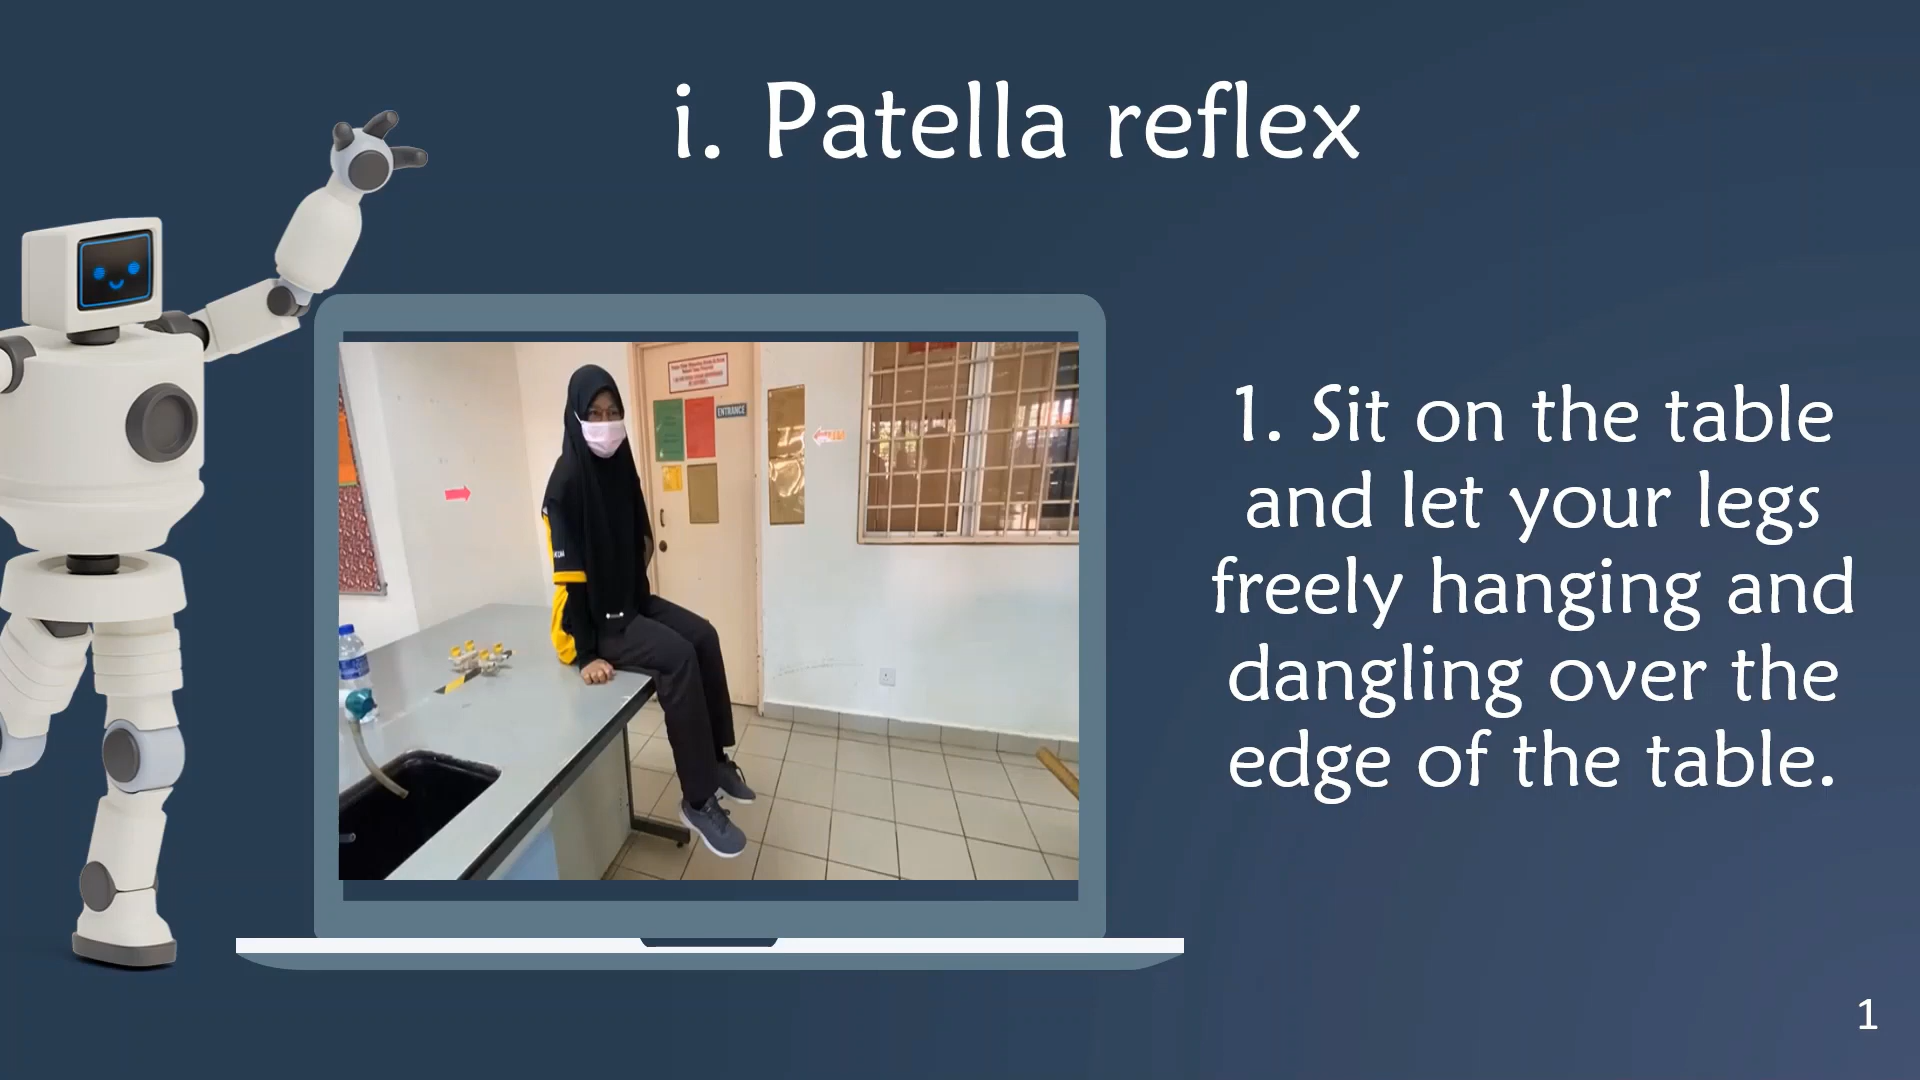 i. Patella reflex
ENTRANCE
1. Sit on the table
and let your legs
freely hanging and
dangling over the
edge of the table.
1